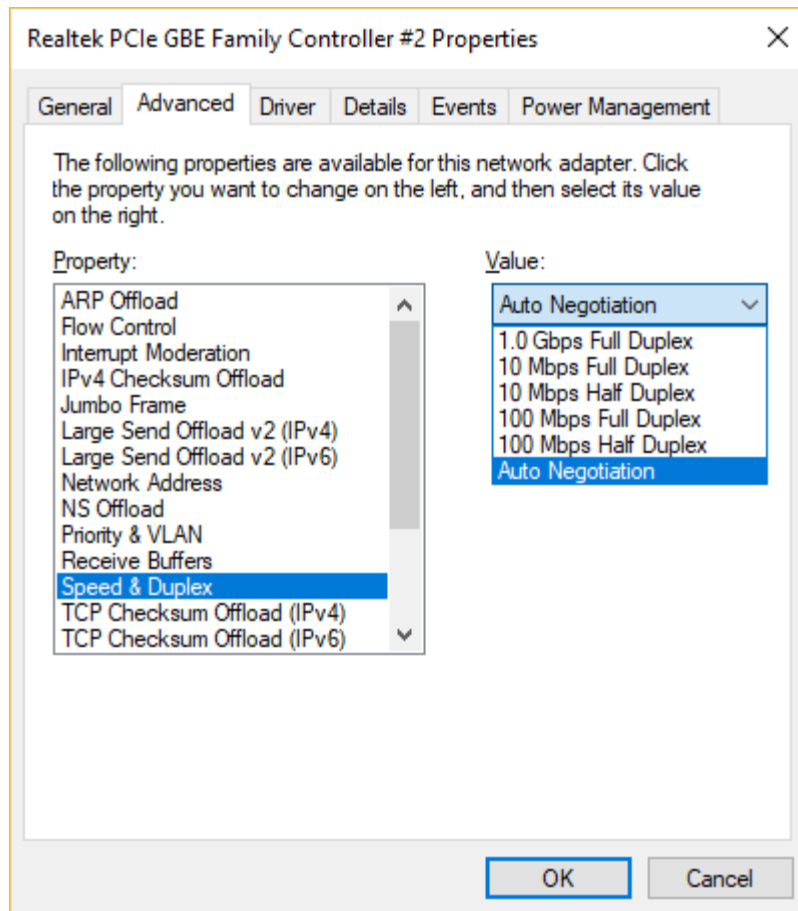 Realtek PCIe GBE Family Controller #2 Properties
General Advanced Driver Details Events Power Management
The following properties are available for this network adapter. Click
the property you want to change on the left, and then select its value
on the right.
Property:
ARP Offload
Flow Control
Interrupt Moderation
IPv4 Checksum Offload
Jumbo Frame
Large Send Offload v2 (IPv4)
Large Send Offload v2 (IPv6)
Network Address
NS Offload
Priority & VLAN
Receive Buffers
Speed & Duplex
TCP Checksum Offload (IPv4)
TCP Checksum Offload (IPv6)
Value:
Auto Negotiation
1.0 Gbps Full Duplex
10 Mbps Full Duplex
10 Mbps Half Duplex
100 Mbps Full Duplex
100 Mbps Half Duplex
Auto Negotiation
OK Cancel